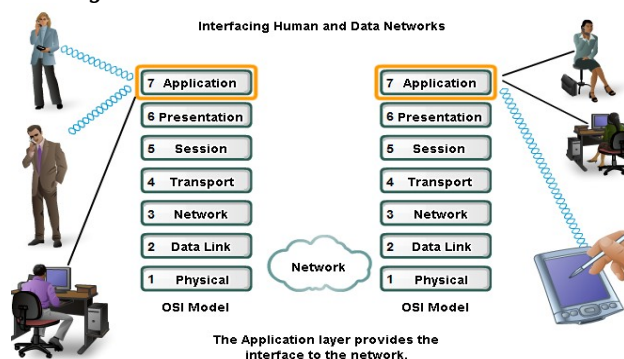 Interfacing Human and Data Networks
7 Application
6 Presentation
5 Session
4 Transport
3 Network
2 Data Link
1 Physical
OSI Model
Network
7 Application
6 Presentation
5 Session
4 Transport
3 Network
2 Data Link
1 Physical
OSI Model
The Application layer provides the
interface to the network.